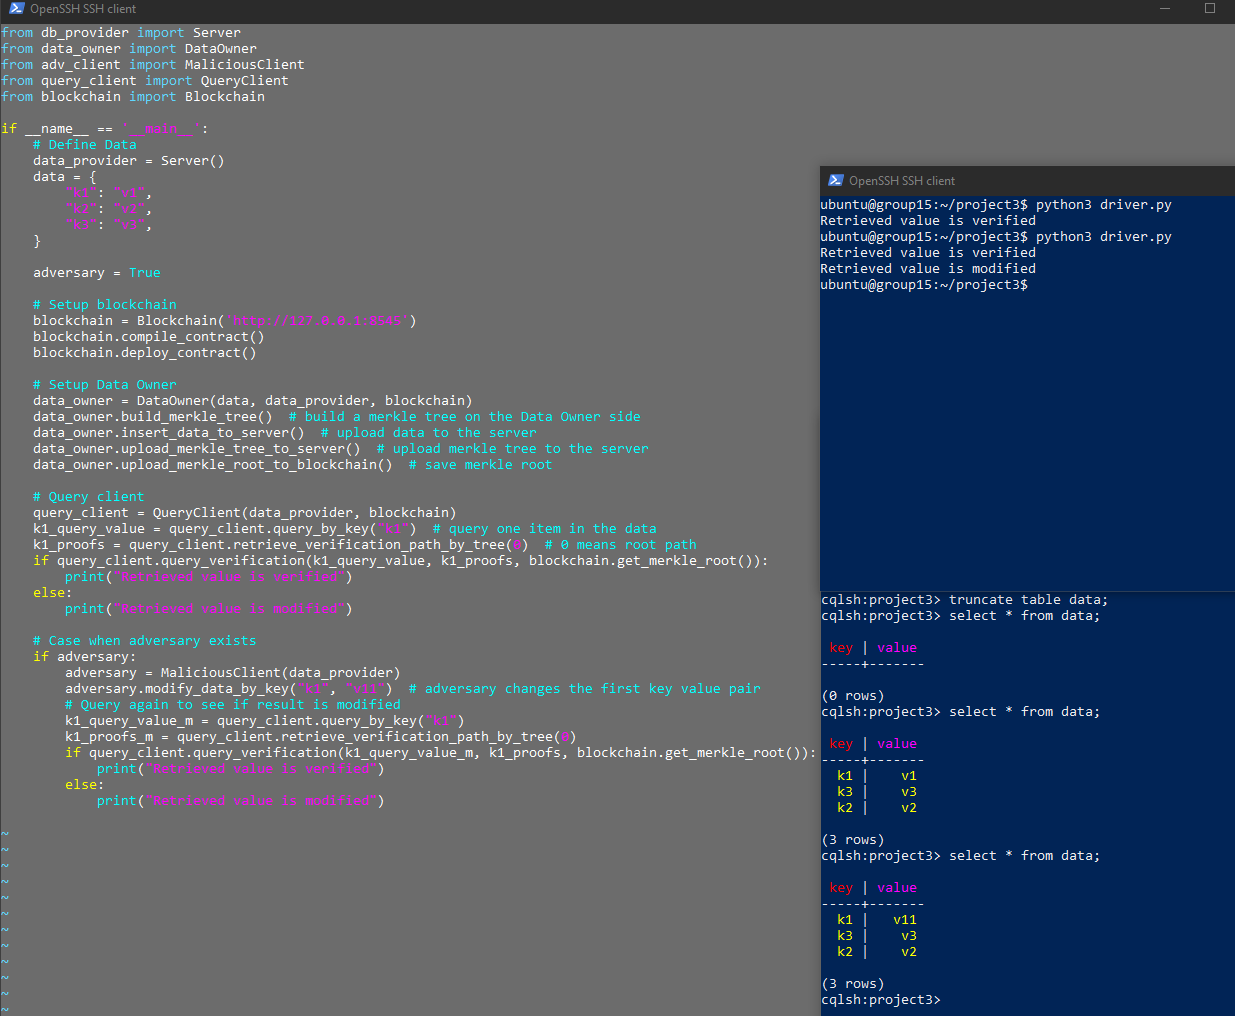 OpenSSH SSH client
from db_provider import Server
from data_owner import DataOwner
from adv_client import MaliciousClient
from query_client import QueryClient
from blockchain import Blockchain
if __name__ == '__main__':
# Define Data
data_provider = Server()
data = {
"k1": "v1",
"k2": "v2",
"k3": "v3",
}
adversary = True
# Setup blockchain
blockchain = Blockchain('http://127.0.0.1:8545')
blockchain.compile_contract()
blockchain.deploy_contract()
# Setup Data Owner
data_owner = DataOwner(data, data_provider, blockchain)
data_owner.build_merkle_tree()  # build a merkle tree on the Data Owner side
data_owner.insert_data_to_server()  # upload data to the server
data_owner.upload_merkle_tree_to_server()  # upload merkle tree to the server
data_owner.upload_merkle_root_to_blockchain()  # save merkle root
# Query client
query_client = QueryClient(data_provider, blockchain)
k1_query_value = query_client.query_by_key("k1")  # query one item in the data
k1_proofs = query_client.retrieve_verification_path_by_tree(0)  # 0 means root path
if query_client.query_verification(k1_query_value, k1_proofs, blockchain.get_merkle_root()):
print("Retrieved value is verified")
else:
print("Retrieved value is modified")
# Case when adversary exists
if adversary:
adversary = MaliciousClient(data_provider)
adversary.modify_data_by_key("k1", "v11")  # adversary changes the first key value pair
# Query again to see if result is modified
k1_query_value_m = query_client.query_by_key("k1")
k1_proofs_m = query_client.retrieve_verification_path_by_tree(0)
if query_client.query_verification(k1_query_value_m, k1_proofs, blockchain.get_merkle_root()):
print("Retrieved value is verified")
else:
print("Retrieved value is modified")
~
~
~
~
~
~
~
~
~
~
~
~
OpenSSH SSH client
ubuntu@group15:~/project3$ python3 driver.py
Retrieved value is verified
ubuntu@group15:~/project3$ python3 driver.py
Retrieved value is verified
Retrieved value is modified
ubuntu@group15:~/project3$
cqlsh:project3> truncate table data;
cqlsh:project3> select * from data;
key | value
-----+-------
(0 rows)
cqlsh:project3> select * from data;
key | value
-----+-------
k1 | v1
k3 | v3
k2 | v2
(3 rows)
cqlsh:project3> select * from data;
key | value
-----+-------
k1 | v11
k3 | v3
k2 | v2
(3 rows)
cqlsh:project3>